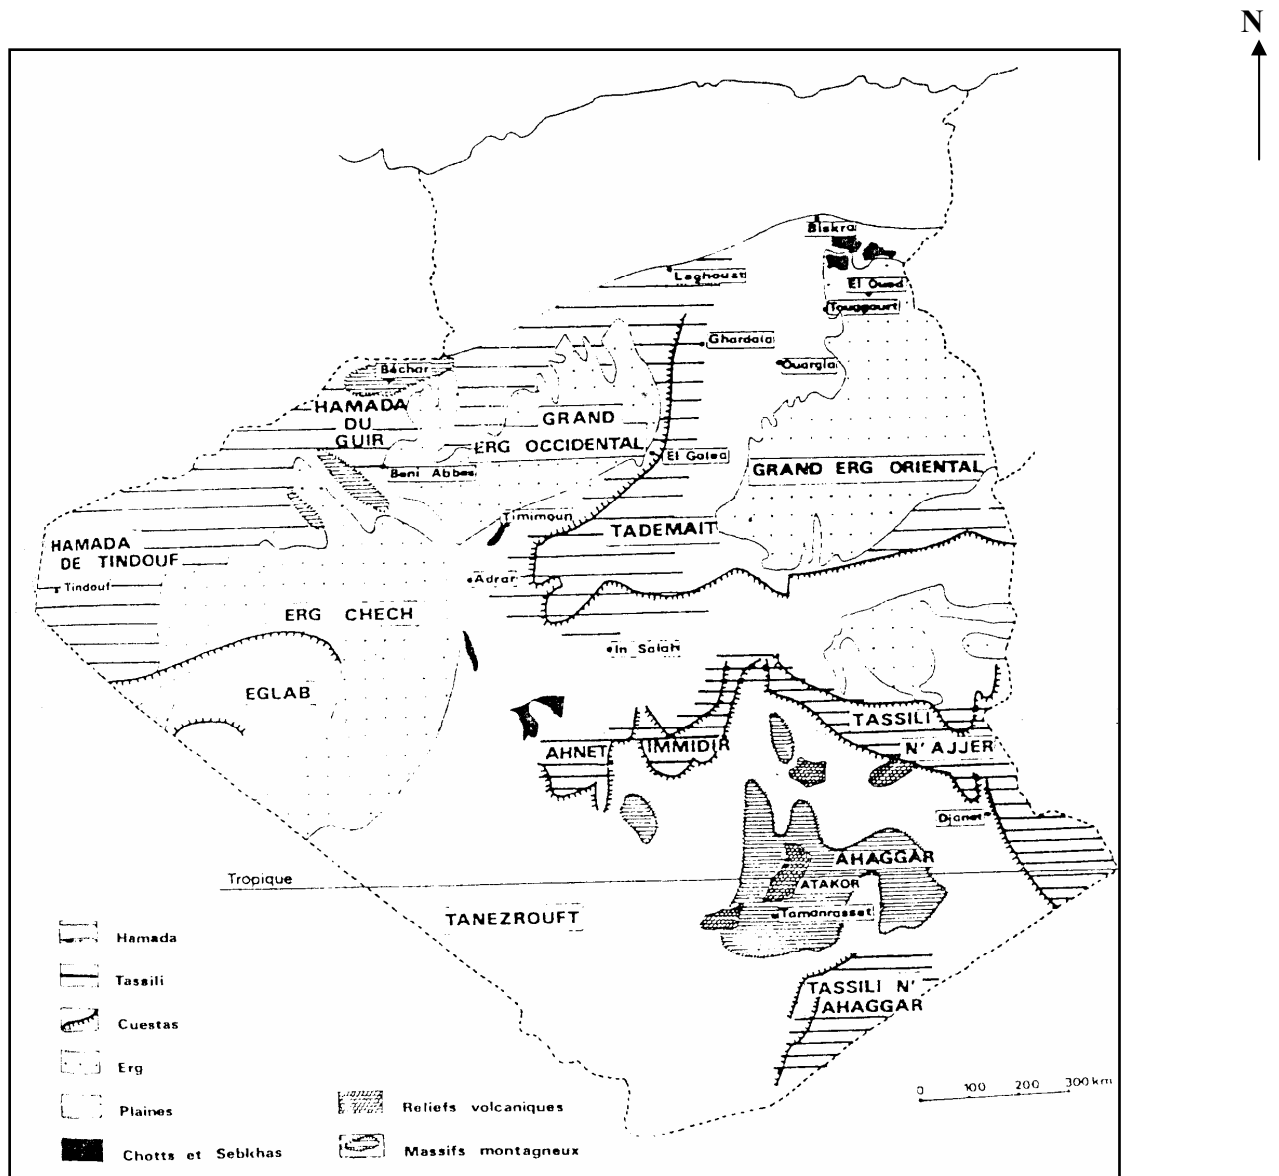 N
Biskra
Laghouat
El Oued
Touggourt
Ghardaia
Ouargla
Béchar
HAMADA
DU
GUIR
GRAND
ERG OCCIDENTAL
El Golea
Beni Abbes
GRAND ERG ORIENTAL
Timimoun
TADEMAIT
HAMADA
DE TINDOUF
Tindouf
Adrar
ERG CHECH
In Salah
EGLAB
TASSILI
N'AJJER
AHNET
IMMIDIR
Djanet
AHAGGAR
Tropique
ATAKOR
Tamanrasset
TANEZROUFT
TASSILI N'
AHAGGAR
Hamada
Tassili
Cuestas
Erg
Plaines
Chotts et Sebkhas
Reliefs volcaniques
Massifs montagneux
0 100 200 300 km